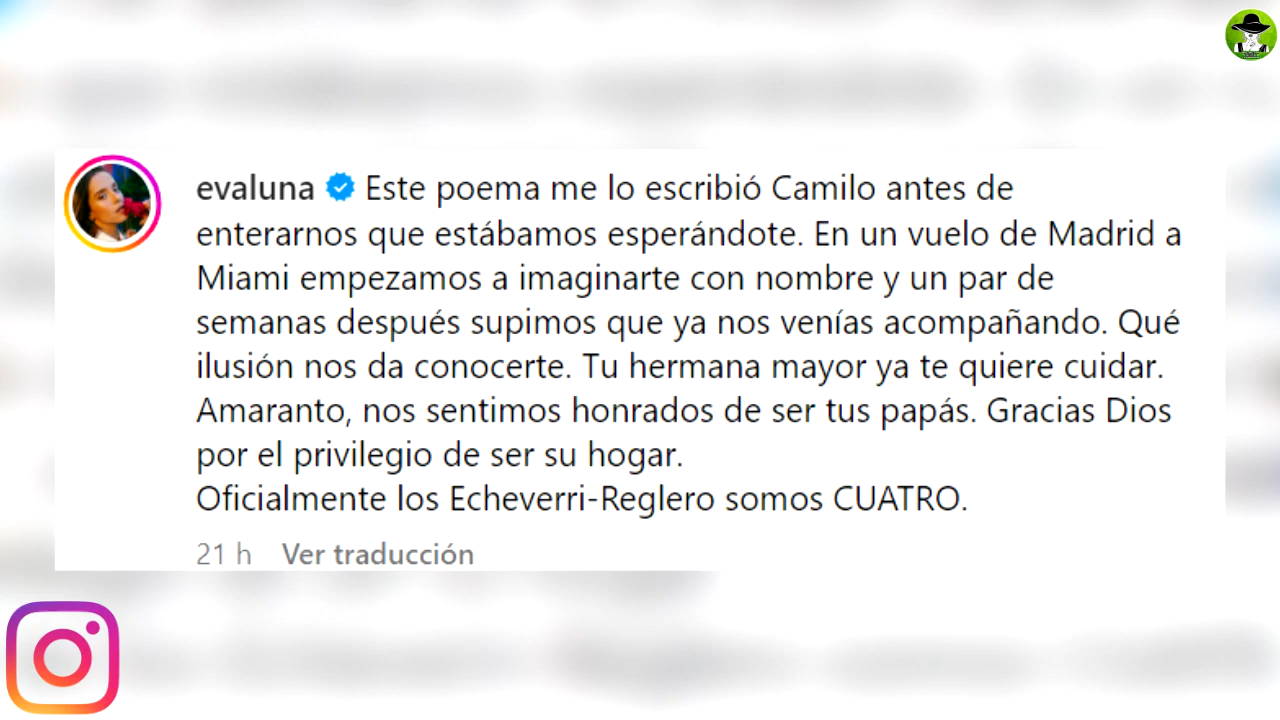 evaluna Este poema me lo escribió Camilo antes de
enterarnos que estábamos esperándote. En un vuelo de Madrid a
Miami empezamos a imaginarte con nombre y un par de
semanas después supimos que ya nos venías acompañando. Qué
ilusión nos da conocerte. Tu hermana mayor ya te quiere cuidar.
Amaranto, nos sentimos honrados de ser tus papás. Gracias Dios
por el privilegio de ser su hogar.
Oficialmente los Echeverri-Reglero somos CUATRO.
21 h Ver traducción